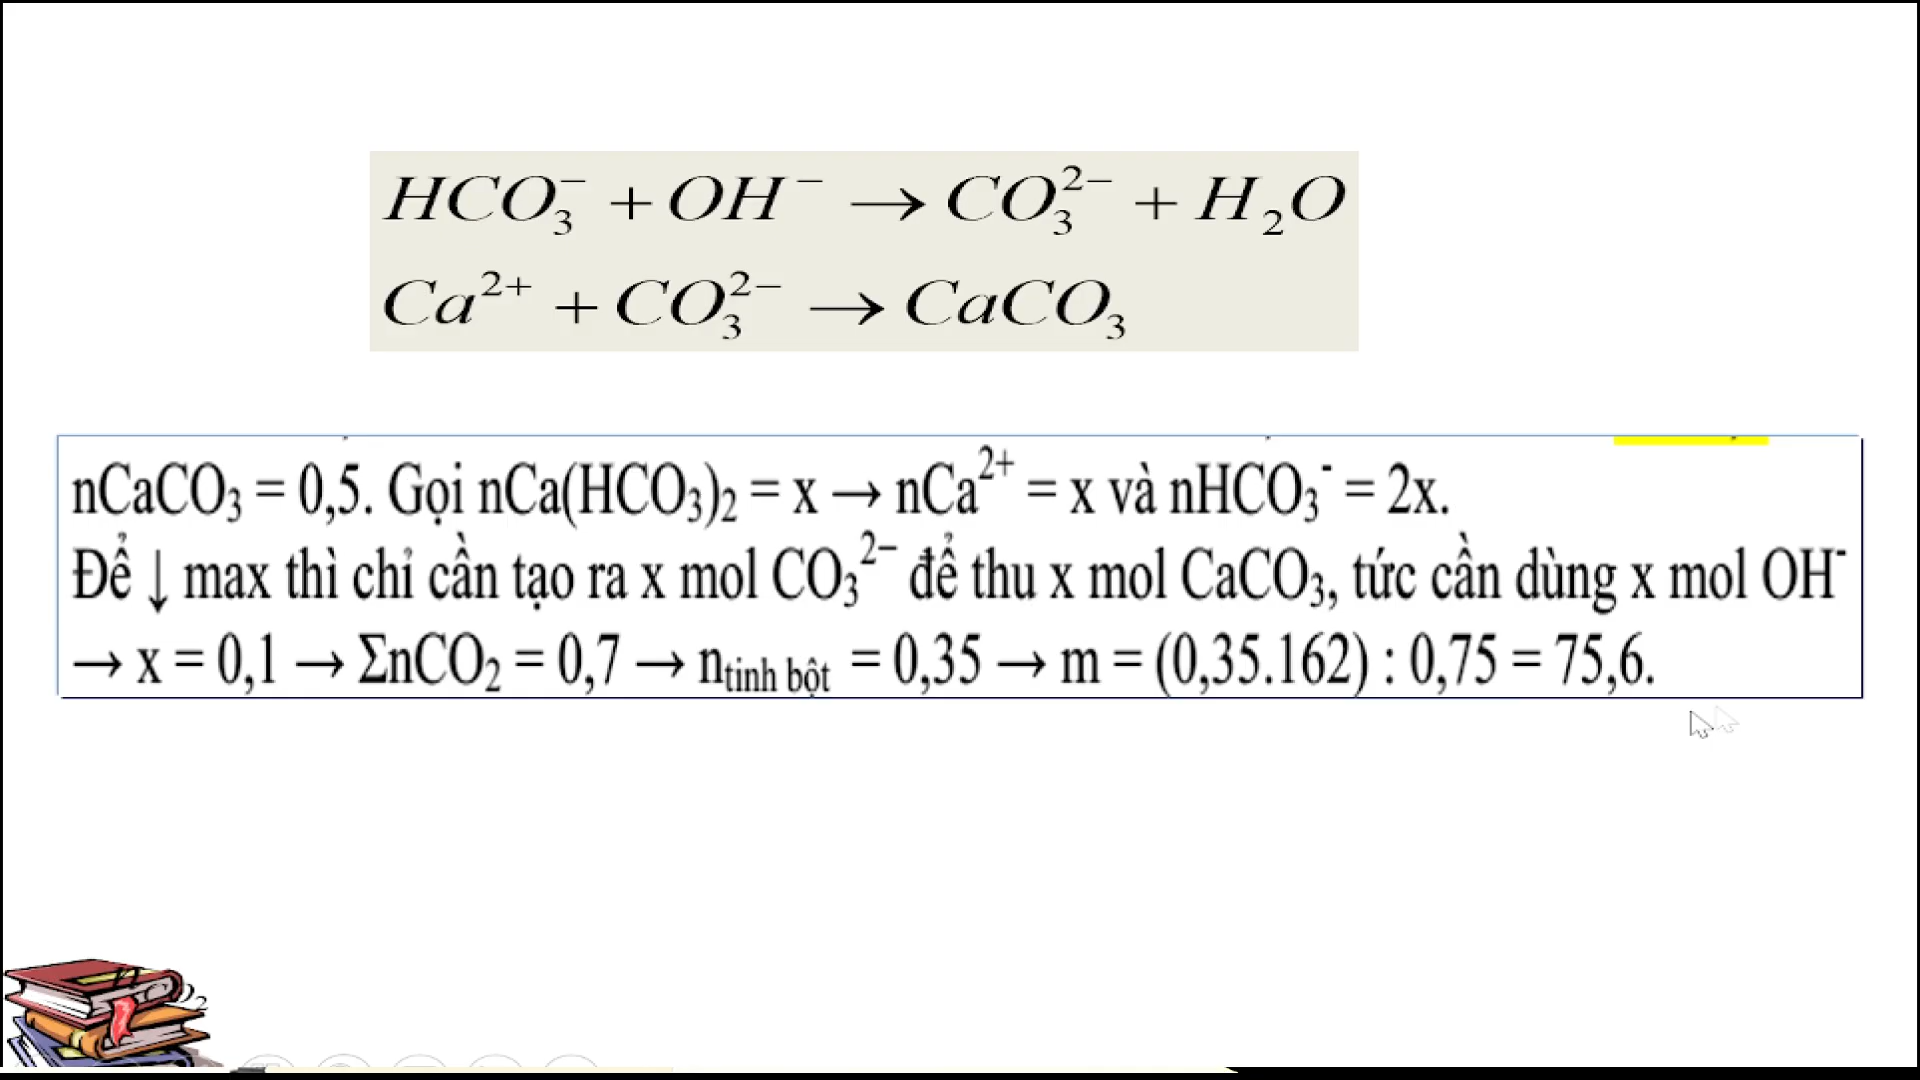 HCO₃⁻ + OH⁻ → CO₃²⁻ + H₂O
Ca²⁺ + CO₃²⁻ → CaCO₃
nCaCO₃ = 0,5. Gọi nCa(HCO₃)₂ = x → nCa²⁺ = x và nHCO₃⁻ = 2x.
Để ↓ max thì chỉ cần tạo ra x mol CO₃²⁻ để thu x mol CaCO₃, tức cần dùng x mol OH⁻
→ x = 0,1 → ΣnCO₂ = 0,7 → n tinh bột = 0,35 → m = (0,35.162) : 0,75 = 75,6.